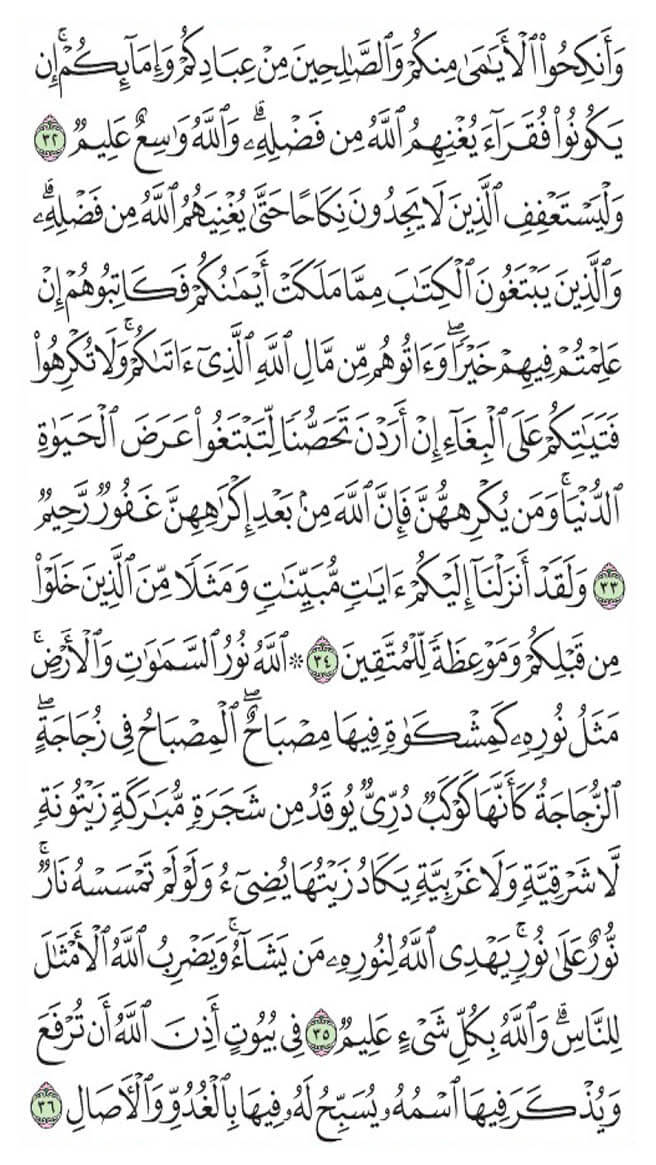 وَأَنكِحُوا۟ ٱلْأَيَـٰمَىٰ مِنكُمْ وَٱلصَّـٰلِحِينَ مِنْ عِبَادِكُمْ وَإِمَآئِكُمْ ۚ إِن
يَكُونُوا۟ فُقَرَآءَ يُغْنِهِمُ ٱللَّهُ مِن فَضْلِهِۦ ۗ وَٱللَّهُ وَٰسِعٌ عَلِيمٌ ٣٢
وَلْيَسْتَعْفِفِ ٱلَّذِينَ لَا يَجِدُونَ نِكَاحًا حَتَّىٰ يُغْنِيَهُمُ ٱللَّهُ مِن فَضْلِهِۦ ۗ
وَٱلَّذِينَ يَبْتَغُونَ ٱلْكِتَـٰبَ مِمَّا مَلَكَتْ أَيْمَـٰنُكُمْ فَكَاتِبُوهُمْ إِنْ
عَلِمْتُمْ فِيهِمْ خَيْرًا ۖ وَءَاتُوهُم مِّن مَّالِ ٱللَّهِ ٱلَّذِىٓ ءَاتَىٰكُمْ ۚ وَلَا تُكْرِهُوا۟
فَتَيَـٰتِكُمْ عَلَى ٱلْبِغَآءِ إِنْ أَرَدْنَ تَحَصُّنًا لِّتَبْتَغُوا۟ عَرَضَ ٱلْحَيَوٰةِ
ٱلدُّنْيَا ۚ وَمَن يُكْرِههُّنَّ فَإِنَّ ٱللَّهَ مِنۢ بَعْدِ إِكْرَٰهِهِنَّ غَفُورٌ رَّحِيمٌ
٣٣ وَلَقَدْ أَنزَلْنَآ إِلَيْكُمْ ءَايَـٰتٍ مُّبَيِّنَـٰتٍ وَمَثَلًا مِّنَ ٱلَّذِينَ خَلَوْا۟
مِن قَبْلِكُمْ وَمَوْعِظَةً لِّلْمُتَّقِينَ ٣٤ ۞ ٱللَّهُ نُورُ ٱلسَّمَـٰوَٰتِ وَٱلْأَرْضِ ۚ
مَثَلُ نُورِهِۦ كَمِشْكَوٰةٍ فِيهَا مِصْبَاحٌ ۖ ٱلْمِصْبَاحُ فِى زُجَاجَةٍ ۖ
ٱلزُّجَاجَةُ كَأَنَّهَا كَوْكَبٌ دُرِّىٌّ يُوقَدُ مِن شَجَرَةٍ مُّبَـٰرَكَةٍ زَيْتُونَةٍ
لَّا شَرْقِيَّةٍ وَلَا غَرْبِيَّةٍ يَكَادُ زَيْتُهَا يُضِىٓءُ وَلَوْ لَمْ تَمْسَسْهُ نَارٌ ۚ
نُّورٌ عَلَىٰ نُورٍ ۗ يَهْدِى ٱللَّهُ لِنُورِهِۦ مَن يَشَآءُ ۚ وَيَضْرِبُ ٱللَّهُ ٱلْأَمْثَـٰلَ
لِلنَّاسِ ۗ وَٱللَّهُ بِكُلِّ شَىْءٍ عَلِيمٌ ٣٥ فِى بُيُوتٍ أَذِنَ ٱللَّهُ أَن تُرْفَعَ
وَيُذْكَرَ فِيهَا ٱسْمُهُۥ يُسَبِّحُ لَهُۥ فِيهَا بِٱلْغُدُوِّ وَٱلْـَٔاصَالِ ٣٦